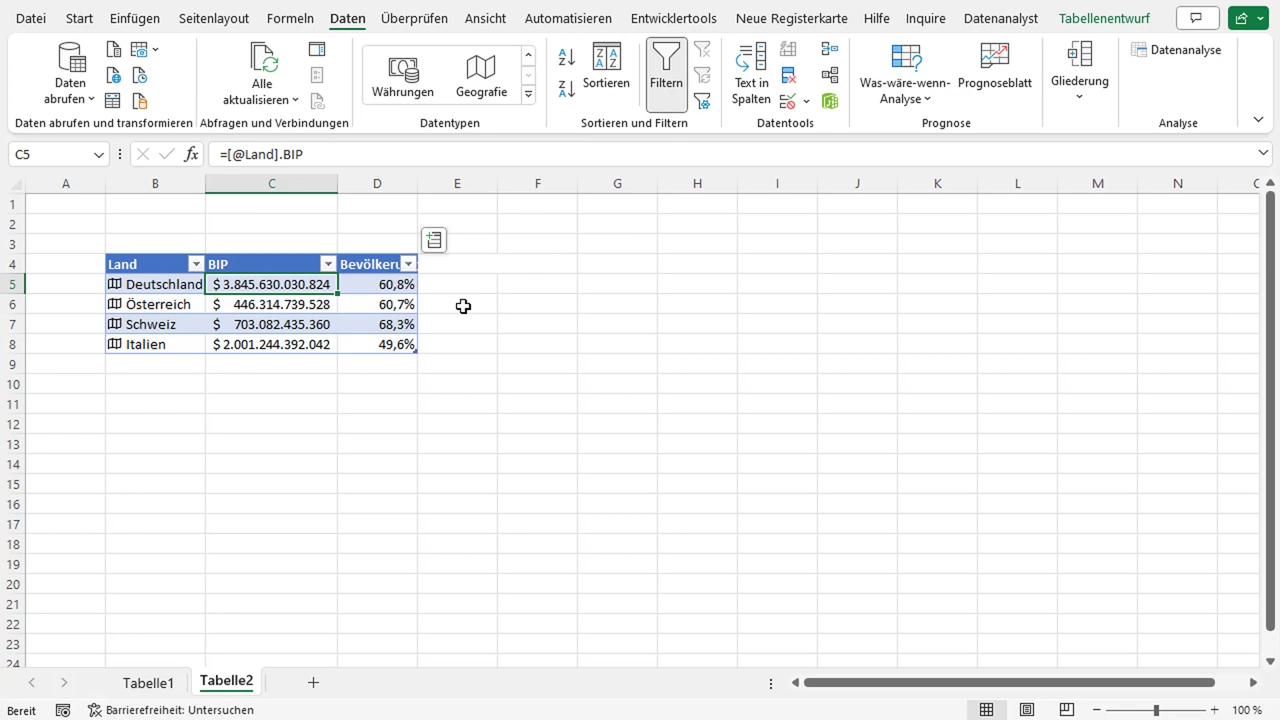 Datei Start Einfügen Seitenlayout Formeln Daten Überprüfen Ansicht Automatisieren Entwicklertools Neue Registerkarte Hilfe Inquire Datenanalyst Tabellenentwurf
Daten abrufen
Alle aktualisieren
Währungen
Geografie
Sortieren
Filtern
Text in Spalten
Was-wäre-wenn-Analyse
Prognoseblatt
Gliederung
Datenanalyse
Daten abrufen und transformieren Abfragen und Verbindungen Datentypen Sortieren und Filtern Datentools Prognose Analyse
C5 fx =[@Land].BIP
A B C D E F G H I J K L M N
1
2
3
4 Land BIP Bevölkeru
5 Deutschland $ 3.845.630.030.824 60,8%
6 Österreich $ 446.314.739.528 60,7%
7 Schweiz $ 703.082.435.360 68,3%
8 Italien $ 2.001.244.392.042 49,6%
9
10
11
12
13
14
15
16
17
18
19
20
21
22
23
24
Tabelle1 Tabelle2
Bereit Barrierefreiheit: Untersuchen 100 %